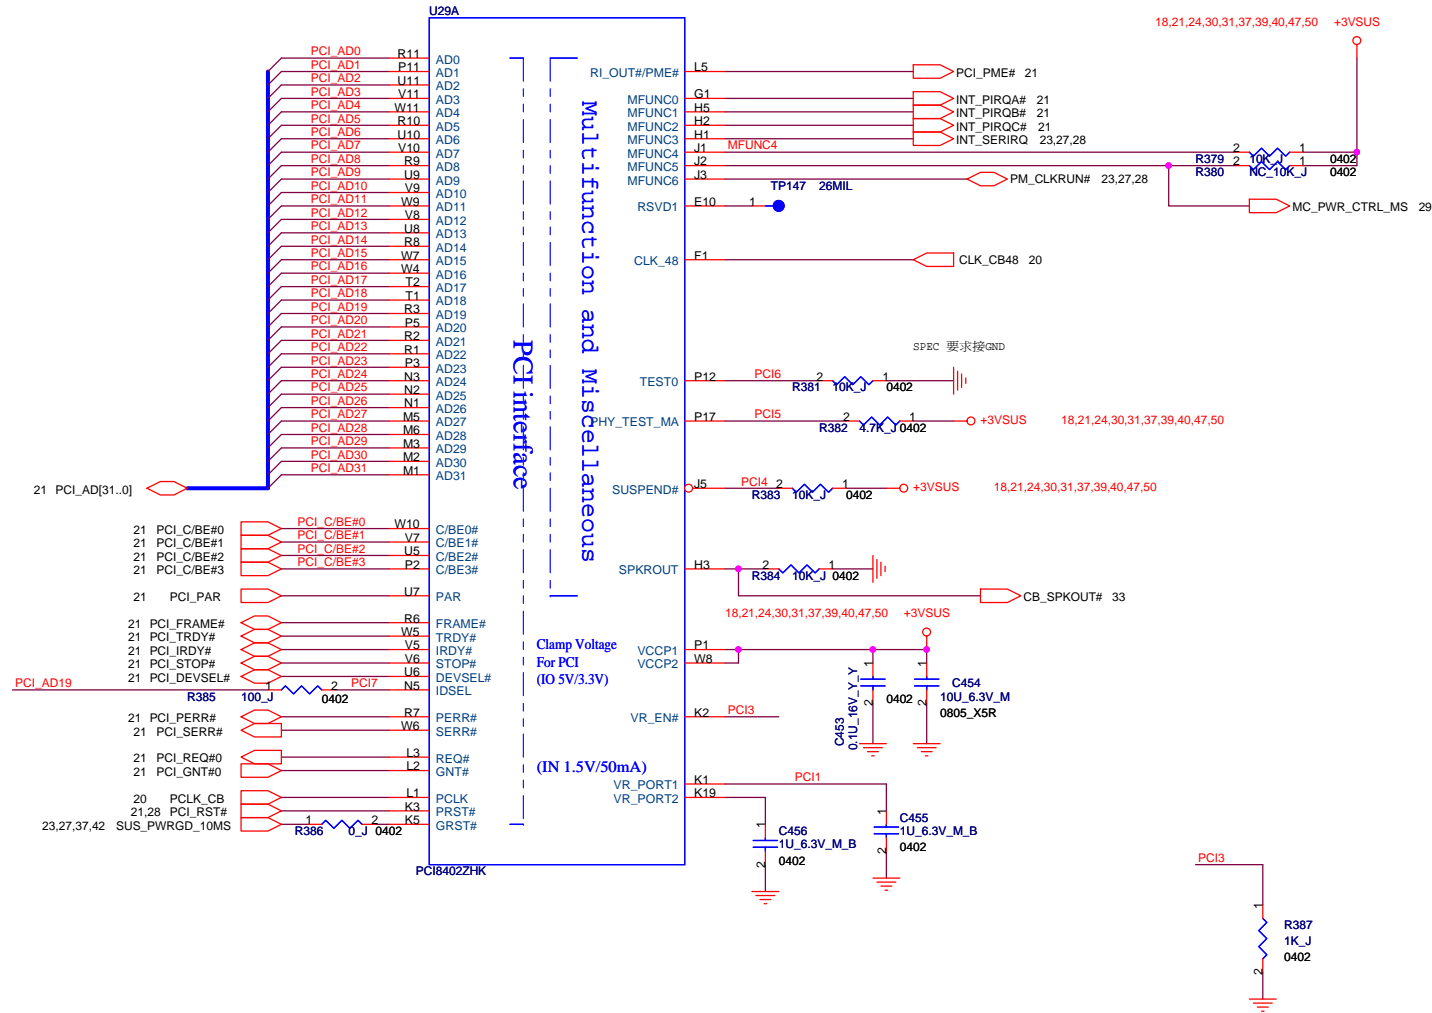 U29A
18,21,24,30,31,37,39,40,47,50 +3VSUS
PCI_AD0 R11 AD0
PCI_AD1 P11 AD1
PCI_AD2 U11 AD2
PCI_AD3 V11 AD3
PCI_AD4 W11 AD4
PCI_AD5 R10 AD5
PCI_AD6 U10 AD6
PCI_AD7 V10 AD7
PCI_AD8 R9 AD8
PCI_AD9 U9 AD9
PCI_AD10 V9 AD10
PCI_AD11 W9 AD11
PCI_AD12 V8 AD12
PCI_AD13 U8 AD13
PCI_AD14 R8 AD14
PCI_AD15 W7 AD15
PCI_AD16 W4 AD16
PCI_AD17 T2 AD17
PCI_AD18 T1 AD18
PCI_AD19 R3 AD19
PCI_AD20 P5 AD20
PCI_AD21 R2 AD21
PCI_AD22 R1 AD22
PCI_AD23 P3 AD23
PCI_AD24 N3 AD24
PCI_AD25 N2 AD25
PCI_AD26 N1 AD26
PCI_AD27 M5 AD27
PCI_AD28 M6 AD28
PCI_AD29 M3 AD29
PCI_AD30 M2 AD30
PCI_AD31 M1 AD31
21 PCI_AD[31..0]
21 PCI_C/BE#0 PCI_C/BE#0 W10 C/BE0#
21 PCI_C/BE#1 PCI_C/BE#1 V7 C/BE1#
21 PCI_C/BE#2 PCI_C/BE#2 U5 C/BE2#
21 PCI_C/BE#3 PCI_C/BE#3 P2 C/BE3#
21 PCI_PAR U7 PAR
21 PCI_FRAME# R6 FRAME#
21 PCI_TRDY# W5 TRDY#
21 PCI_IRDY# V5 IRDY#
21 PCI_STOP# V6 STOP#
21 PCI_DEVSEL# U6 DEVSEL#
PCI_AD19 1 2 PCI7 N5 IDSEL
R385 100_J 0402
21 PCI_PERR# R7 PERR#
21 PCI_SERR# W6 SERR#
21 PCI_REQ#0 L3 REQ#
21 PCI_GNT#0 L2 GNT#
20 PCLK_CB L1 PCLK
21,28 PCI_RST# K3 PRST#
23,27,37,42 SUS_PWRGD_10MS 1 2 K5 GRST#
R386 0_J 0402
PCI8402ZHK
PCI interface
Multifunction and Miscellaneous
Clamp Voltage
For PCI
(IO 5V/3.3V)
(IN 1.5V/50mA)
RI_OUT#/PME# L5 PCI_PME# 21
MFUNC0 G1 INT_PIRQA# 21
MFUNC1 H5 INT_PIRQB# 21
MFUNC2 H2 INT_PIRQC# 21
MFUNC3 H1 INT_SERIRQ 23,27,28
MFUNC4 J1 MFUNC4 2 1
R379 10K_J 0402
MFUNC5 J2 2 1
R380 NC_10K_J 0402
MFUNC6 J3 PM_CLKRUN# 23,27,28
TP147 26MIL
RSVD1 E10 1
MC_PWR_CTRL_MS 29
CLK_48 F1 CLK_CB48 20
SPEC 要求接GND
TEST0 P12 PCI6 2 1
R381 10K_J 0402
PHY_TEST_MA P17 PCI5 2 1 +3VSUS 18,21,24,30,31,37,39,40,47,50
R382 4.7K_J 0402
SUSPEND# J5 PCI4 2 1 +3VSUS 18,21,24,30,31,37,39,40,47,50
R383 10K_J 0402
SPKROUT H3 2 1
R384 10K_J 0402
CB_SPKOUT# 33
18,21,24,30,31,37,39,40,47,50 +3VSUS
VCCP1 P1
VCCP2 W8
1 2 C453 0.1U_16V_Y_Y 0402
1 2 C454
10U_6.3V_M
0805_X5R
VR_EN# K2 PCI3
VR_PORT1 K1 PCI1
VR_PORT2 K19
1 2 C456
1U_6.3V_M_B
0402
1 2 C455
1U_6.3V_M_B
0402
PCI3
1 2 R387
1K_J
0402